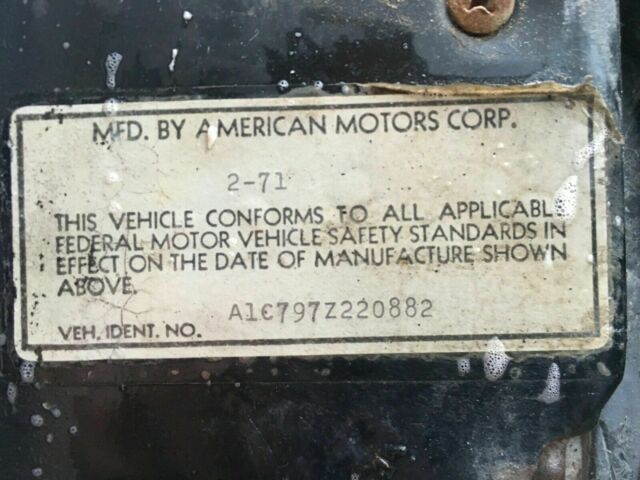 MFD. BY AMERICAN MOTORS CORP.
2-71
THIS VEHICLE CONFORMS TO ALL APPLICABLE
FEDERAL MOTOR VEHICLE SAFETY STANDARDS IN
EFFECT ON THE DATE OF MANUFACTURE SHOWN
ABOVE.
VEH. IDENT. NO. A1C797Z220882